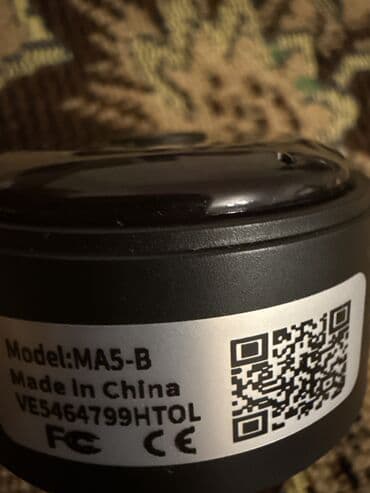 Model:MA5-B
Made In China
VE5464799HTOL
FC CE